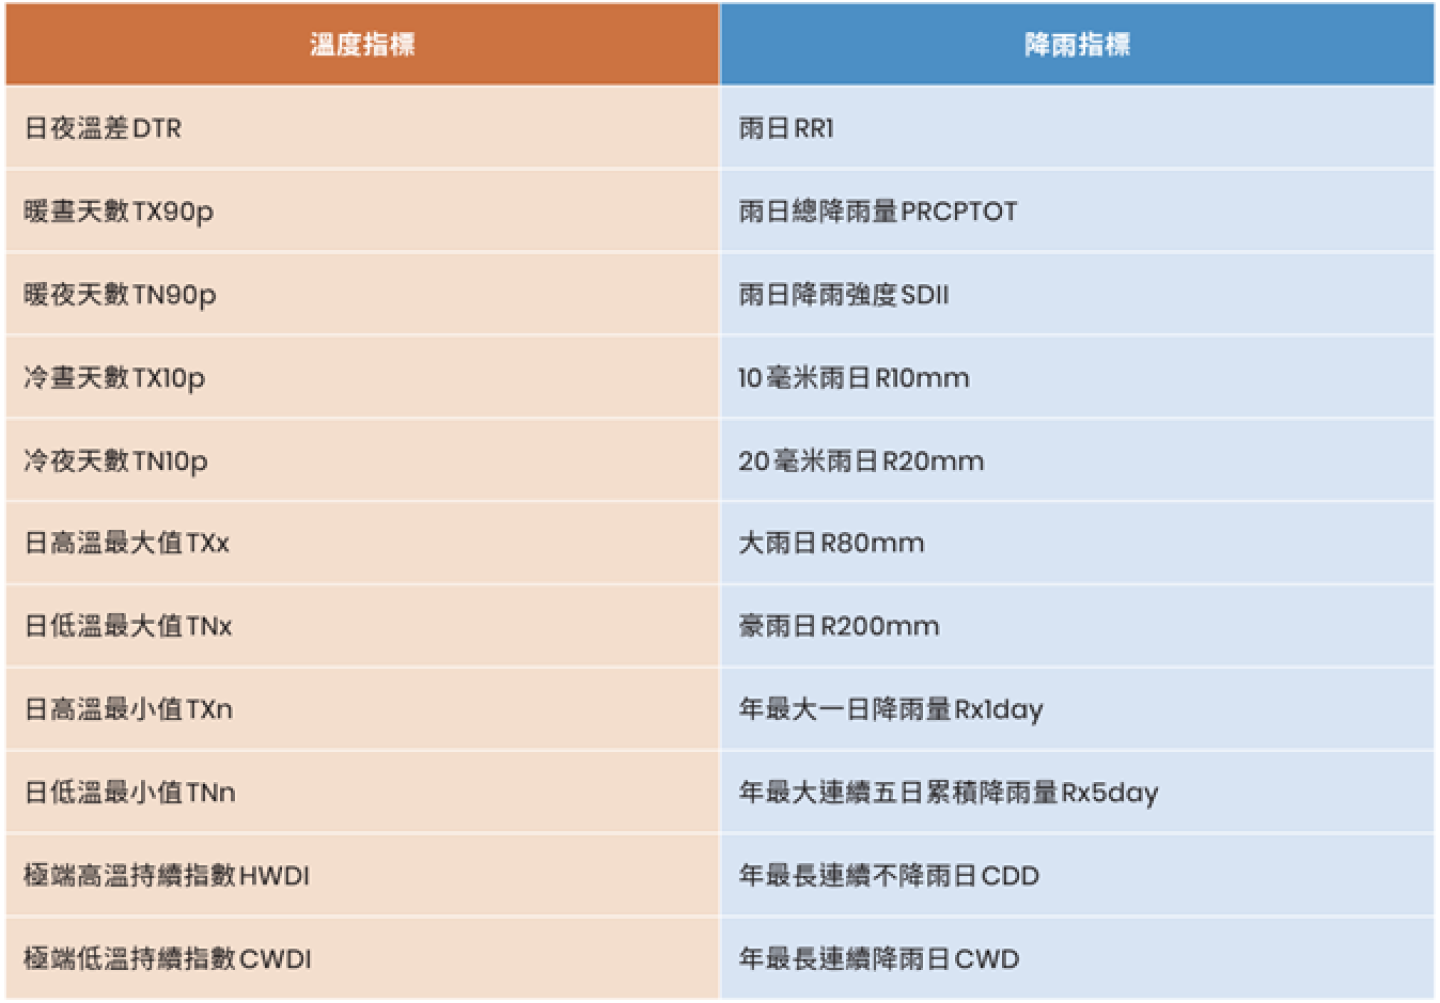 溫度指標 降雨指標
日夜溫差DTR 雨日RR1
暖晝天數TX90p 雨日總降雨量PRCPTOT
暖夜天數TN90p 雨日降雨強度SDII
冷晝天數TX10p 10毫米雨日R10mm
冷夜天數TN10p 20毫米雨日R20mm
日高溫最大值TXx 大雨日R80mm
日低溫最大值TNx 豪雨日R200mm
日高溫最小值TXn 年最大一日降雨量Rx1day
日低溫最小值TNn 年最大連續五日累積降雨量Rx5day
極端高溫持續指數HWDI 年最長連續不降雨日CDD
極端低溫持續指數CWDI 年最長連續降雨日CWD